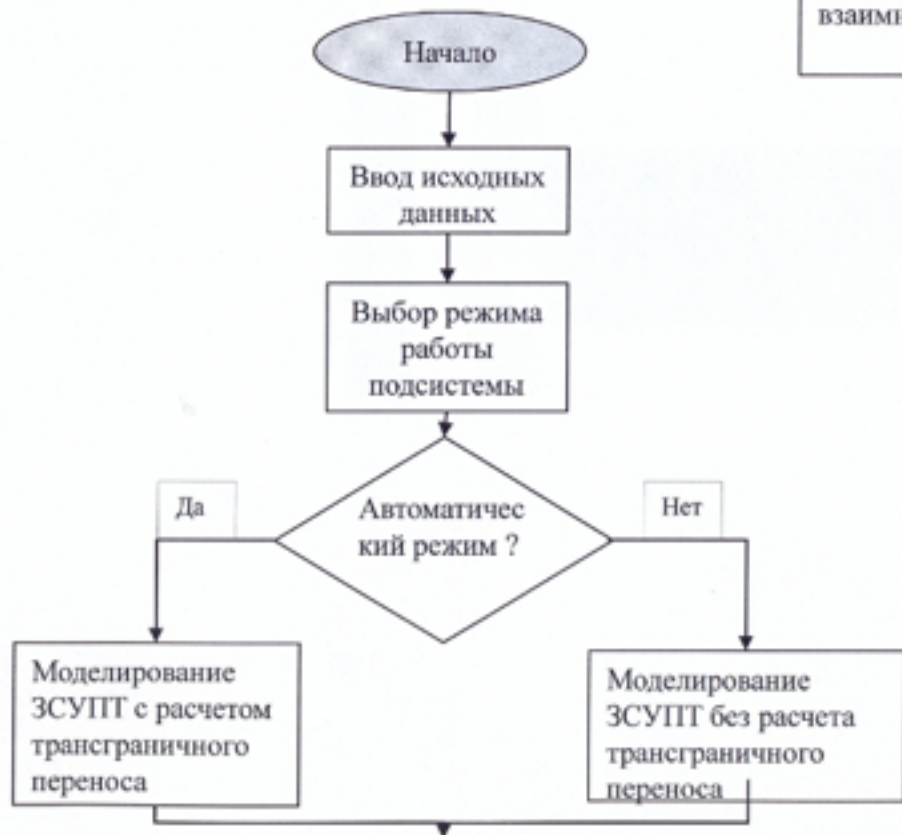 взаимн
Начало
Ввод исходных
данных
Выбор режима
работы
подсистемы
Автоматичес
кий режим ?
Да
Нет
Моделирование
ЗСУПТ с расчетом
трансграничного
переноса
Моделирование
ЗСУПТ без расчета
трансграничного
переноса